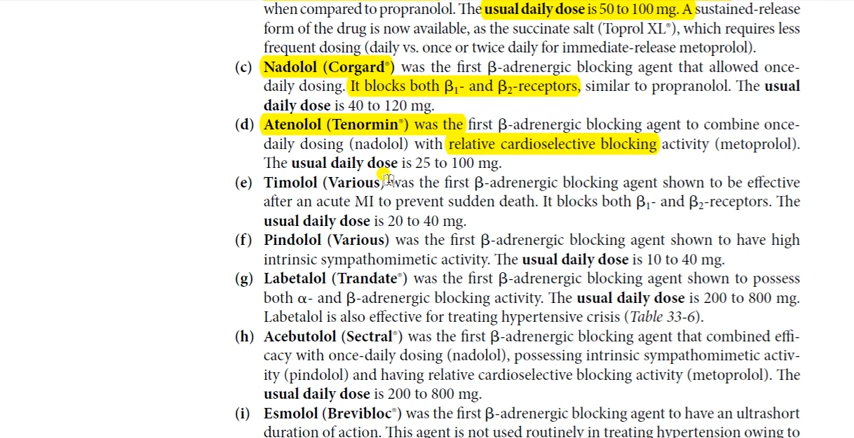 when compared to propranolol. The usual daily dose is 50 to 100 mg. A sustained-release
form of the drug is now available, as the succinate salt (Toprol XL®), which requires less
frequent dosing (daily vs. once or twice daily for immediate-release metoprolol).
(c) Nadolol (Corgard®) was the first β-adrenergic blocking agent that allowed once-
daily dosing. It blocks both β₁- and β₂-receptors, similar to propranolol. The usual
daily dose is 40 to 120 mg.
(d) Atenolol (Tenormin®) was the first β-adrenergic blocking agent to combine once-
daily dosing (nadolol) with relative cardioselective blocking activity (metoprolol).
The usual daily dose is 25 to 100 mg.
(e) Timolol (Various) was the first β-adrenergic blocking agent shown to be effective
after an acute MI to prevent sudden death. It blocks both β₁- and β₂-receptors. The
usual daily dose is 20 to 40 mg.
(f) Pindolol (Various) was the first β-adrenergic blocking agent shown to have high
intrinsic sympathomimetic activity. The usual daily dose is 10 to 40 mg.
(g) Labetalol (Trandate®) was the first β-adrenergic blocking agent shown to possess
both α- and β-adrenergic blocking activity. The usual daily dose is 200 to 800 mg.
Labetalol is also effective for treating hypertensive crisis (Table 33-6).
(h) Acebutolol (Sectral®) was the first β-adrenergic blocking agent that combined effi-
cacy with once-daily dosing (nadolol), possessing intrinsic sympathomimetic activ-
ity (pindolol) and having relative cardioselective blocking activity (metoprolol). The
usual daily dose is 200 to 800 mg.
(i) Esmolol (Brevibloc®) was the first β-adrenergic blocking agent to have an ultrashort
duration of action. This agent is not used routinely in treating hypertension owing to